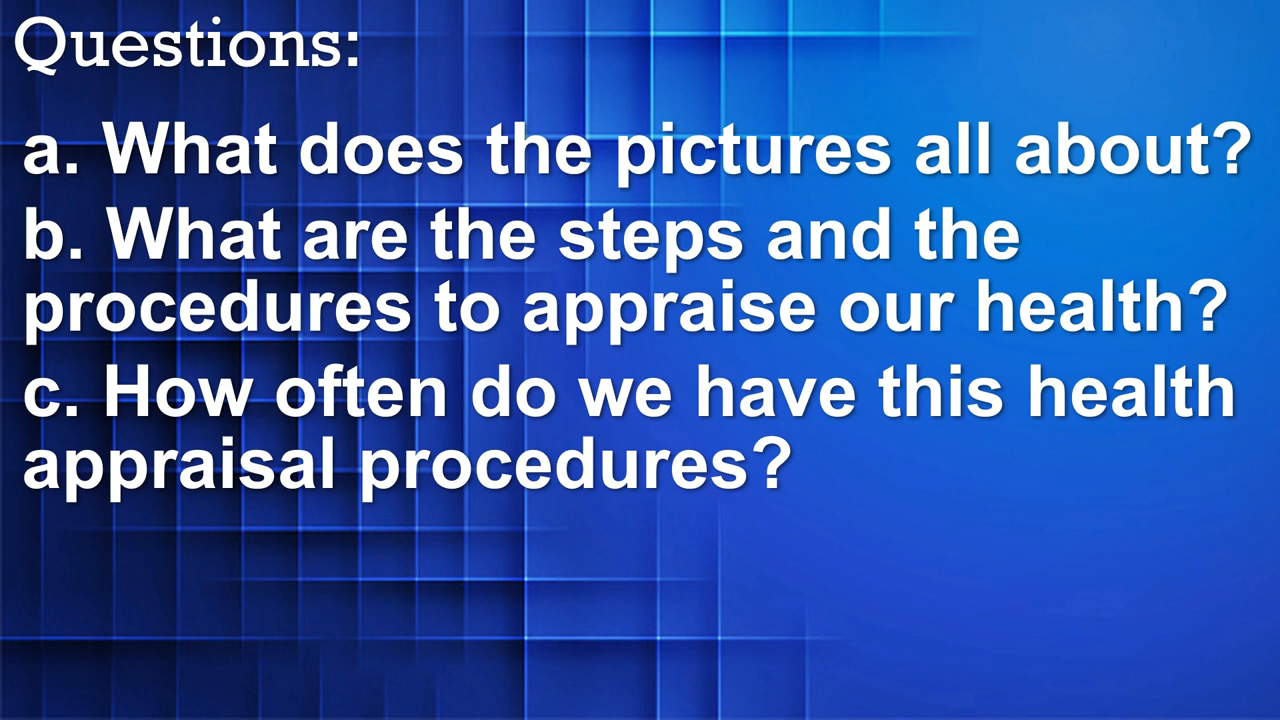 Questions:
a. What does the pictures all about?
b. What are the steps and the
procedures to appraise our health?
c. How often do we have this health
appraisal procedures?